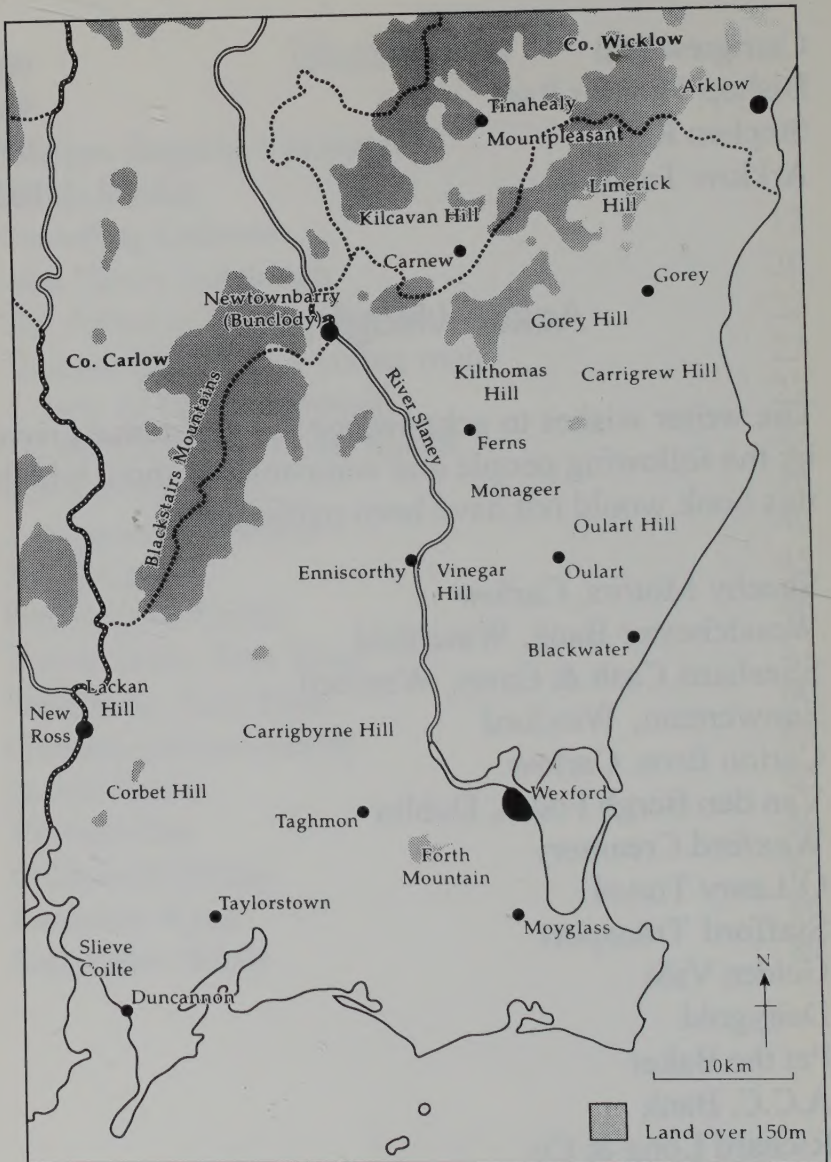 Co. Wicklow
Arklow
Tinahealy
Mountpleasant
Limerick
Hill
Kilcavan Hill
Carnew
Gorey
Newtownbarry
(Bunclody)
Gorey Hill
Co. Carlow
Blackstairs Mountains
River Slaney
Kilthomas
Hill
Carrigrew Hill
Ferns
Monageer
Oulart Hill
Enniscorthy
Vinegar
Hill
Oulart
Blackwater
Lackan
Hill
New
Ross
Carrigbyrne Hill
Corbet Hill
Wexford
Taghmon
Forth
Mountain
Taylorstown
Moyglass
Slieve
Coilte
Duncannon
N
10km
Land over 150m